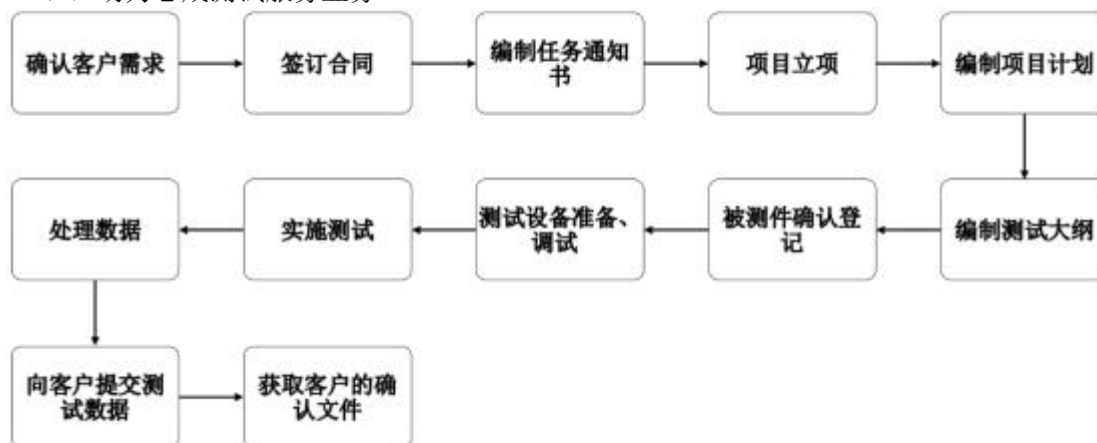 确认客户需求
签订合同
编制任务通知
书
项目立项
编制项目计划
处理数据
实施测试
测试设备准备、
调试
被测件确认登
记
编制测试大纲
向客户提交测
试数据
获取客户的确
认文件